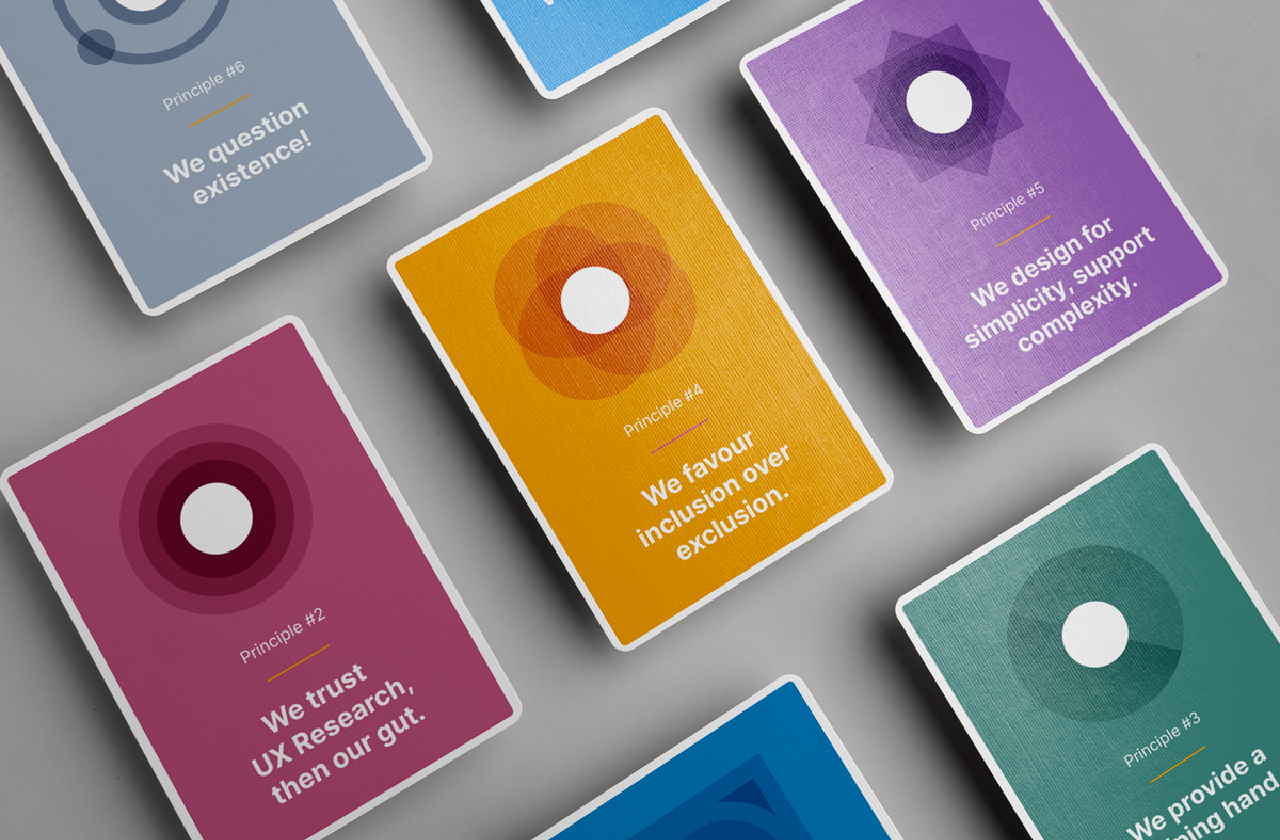 Principle #6
We question
existence!
Principle #5
We design for
simplicity, support
complexity.
Principle #4
We favour
inclusion over
exclusion.
Principle #2
We trust
UX Research,
then our gut.
Principle #3
We provide a
hand